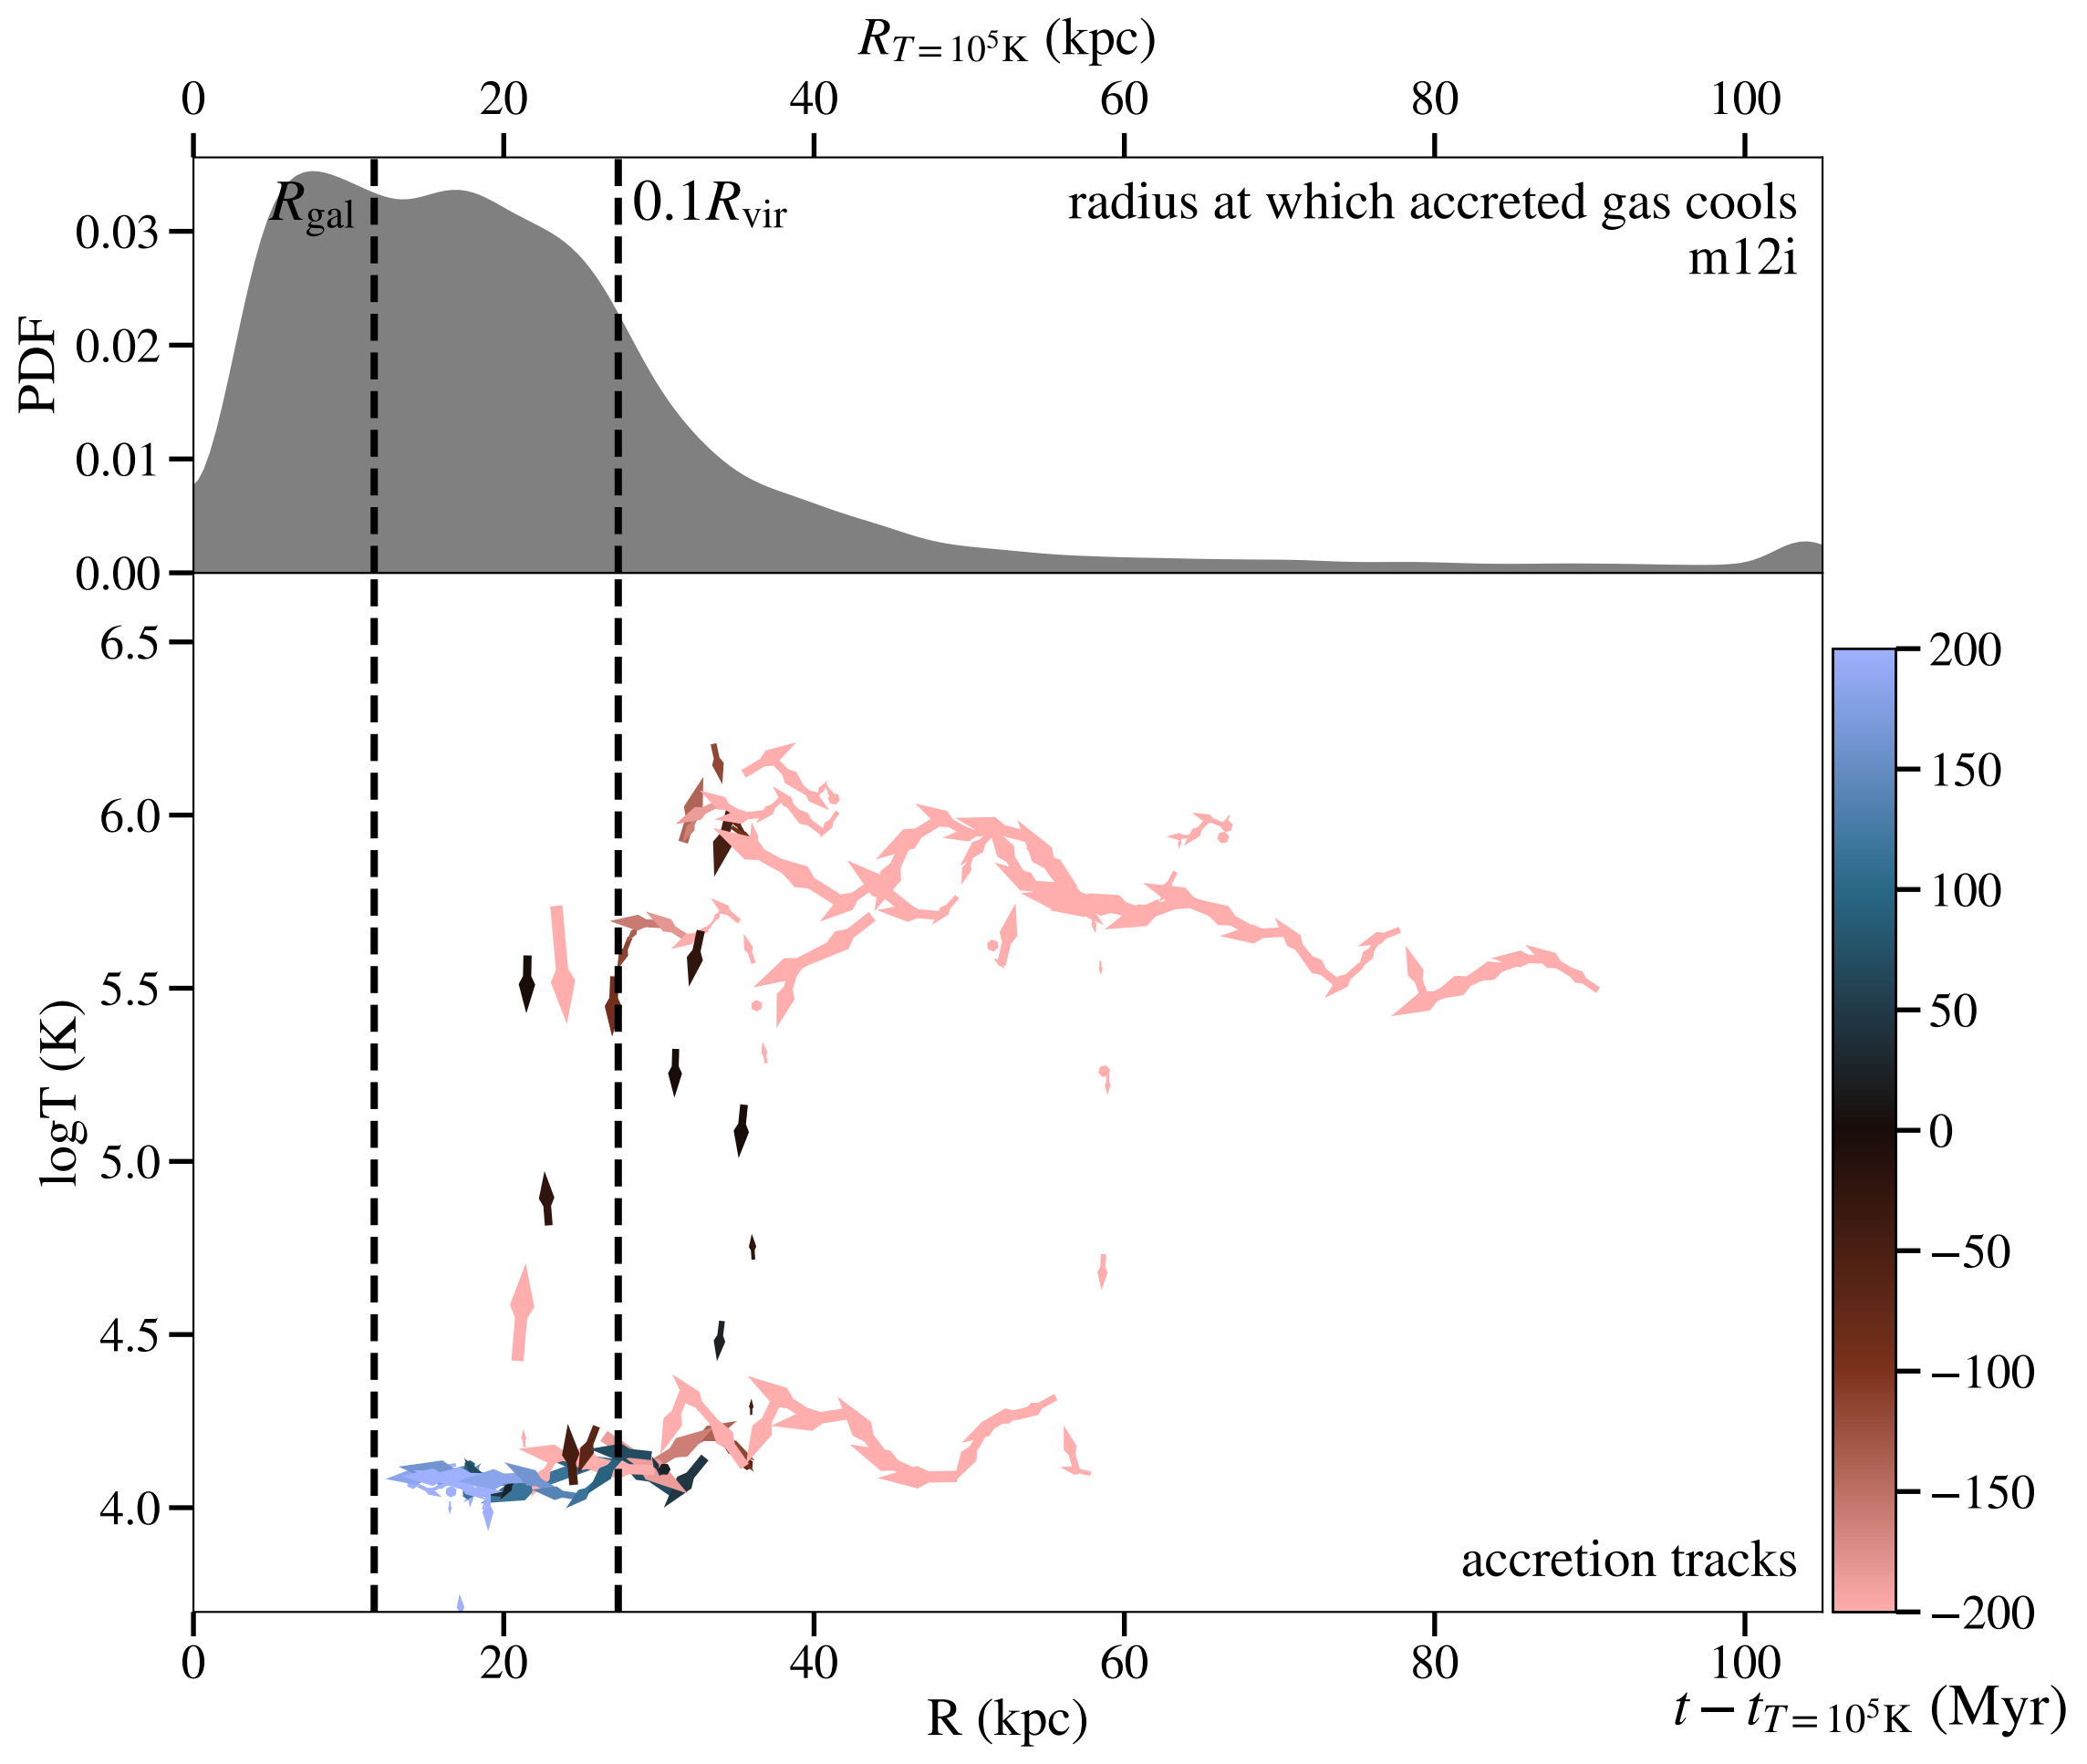 R_{T=10^5K} (kpc)
0 20 40 60 80 100
R_gal 0.1R_vir radius at which accreted gas cools
m12i
PDF
0.03
0.02
0.01
0.00
6.5
6.0
5.5
5.0
4.5
4.0
logT (K)
accretion tracks
0 20 40 60 80 100
R (kpc)
200
150
100
50
0
−50
−100
−150
−200
t − t_{T=10^5K} (Myr)